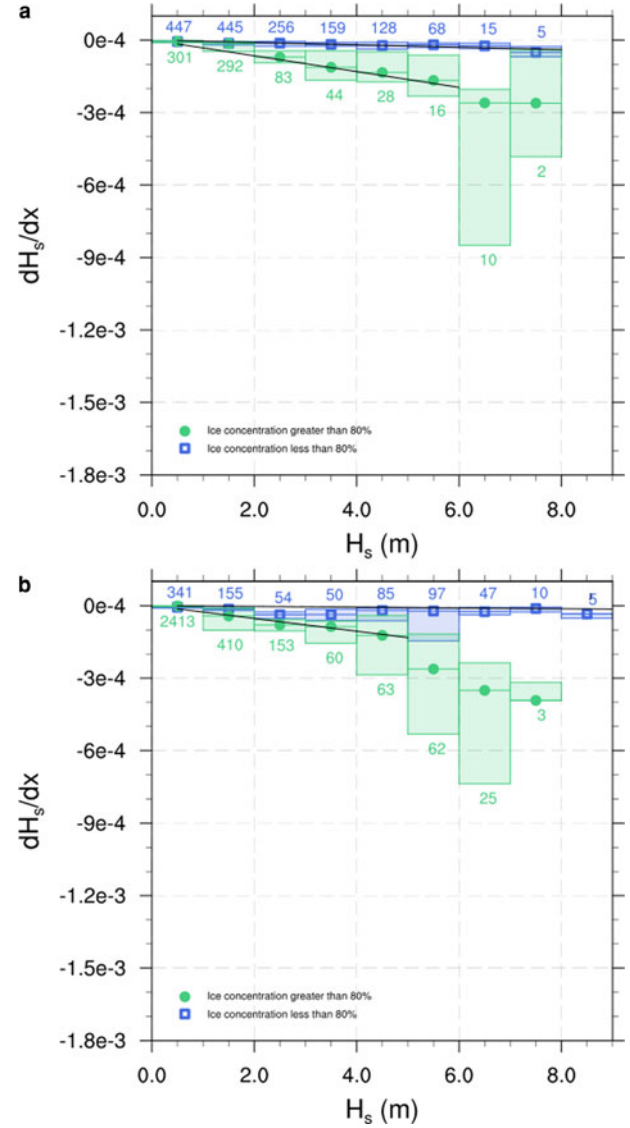 a
447 445 256 159 128 68 15 5
0e-4
301 292 83 44 28 16 10 2
-3e-4
-6e-4
-9e-4
-1.2e-3
-1.5e-3
-1.8e-3
dHs/dx
Ice concentration greater than 80%
Ice concentration less than 80%
0.0 2.0 4.0 6.0 8.0
Hs (m)
b
341 155 54 50 85 97 47 10 5
0e-4
2413 410 153 60 63 62 25 3
-3e-4
-6e-4
-9e-4
-1.2e-3
-1.5e-3
-1.8e-3
dHs/dx
Ice concentration greater than 80%
Ice concentration less than 80%
0.0 2.0 4.0 6.0 8.0
Hs (m)